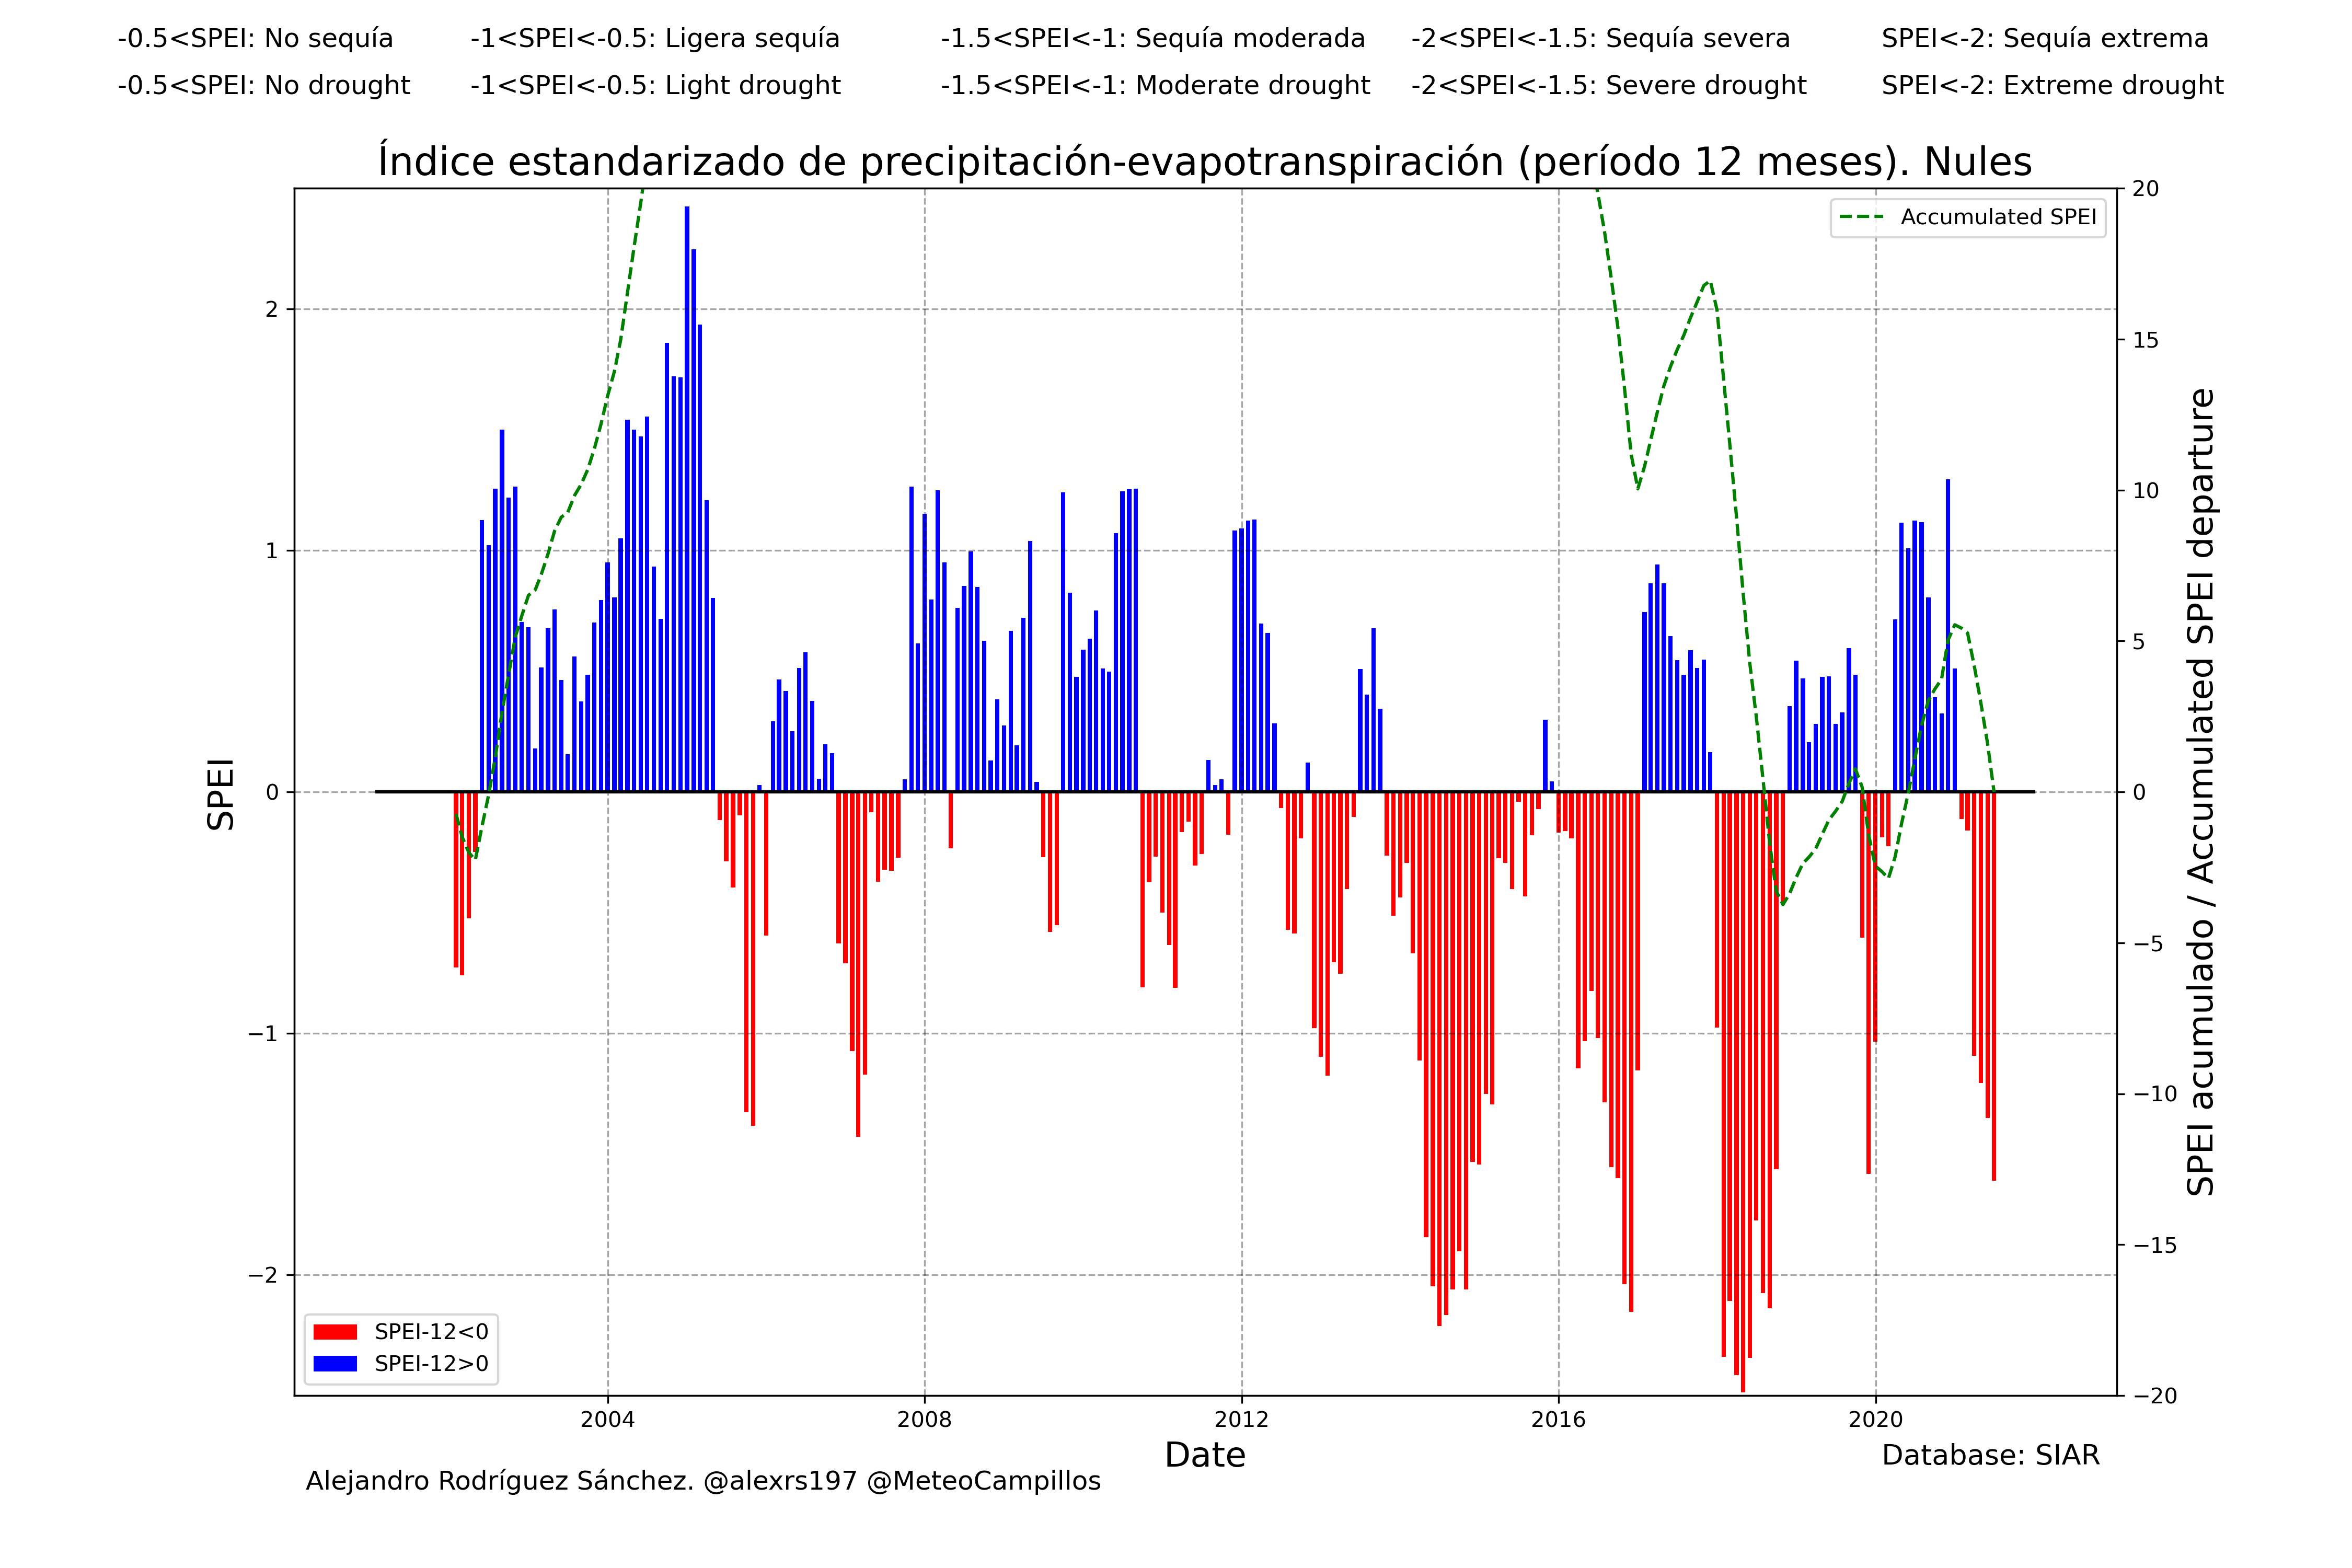 -0.5<SPEI: No sequía -1<SPEI<-0.5: Ligera sequía -1.5<SPEI<-1: Sequía moderada -2<SPEI<-1.5: Sequía severa SPEI<-2: Sequía extrema
-0.5<SPEI: No drought -1<SPEI<-0.5: Light drought -1.5<SPEI<-1: Moderate drought -2<SPEI<-1.5: Severe drought SPEI<-2: Extreme drought
Índice estandarizado de precipitación-evapotranspiración (período 12 meses). Nules
Accumulated SPEI
SPEI
2
1
0
−1
−2
20
15
10
5
0
−5
−10
−15
−20
SPEI acumulado / Accumulated SPEI departure
SPEI-12<0
SPEI-12>0
2004 2008 2012 2016 2020
Date
Database: SIAR
Alejandro Rodríguez Sánchez. @alexrs197 @MeteoCampillos